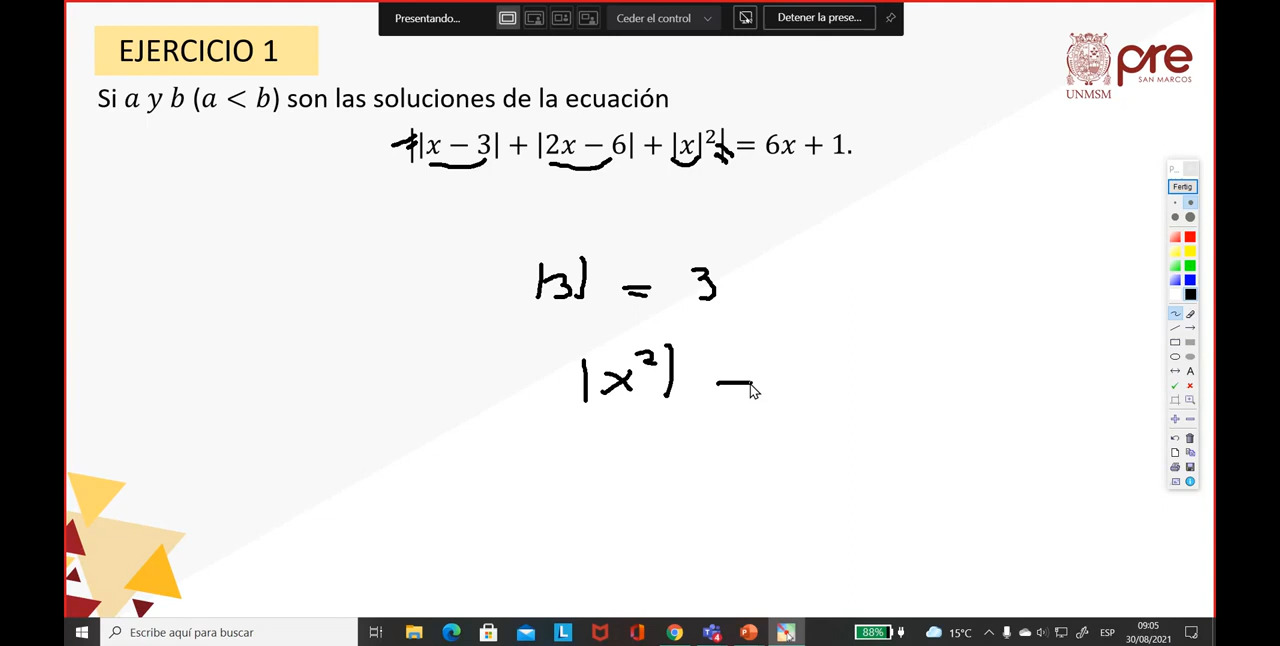 Presentando...
Ceder el control
Detener la prese...
EJERCICIO 1
pre
SAN MARCOS
UNMSM
Si a y b (a < b) son las soluciones de la ecuación
||x − 3| + |2x − 6| + |x|²| = 6x + 1.
P...
Fertig
|3| = 3
|x²| −
A
Escribe aquí para buscar
L
4
88%
15°C
ESP
09:05
30/08/2021